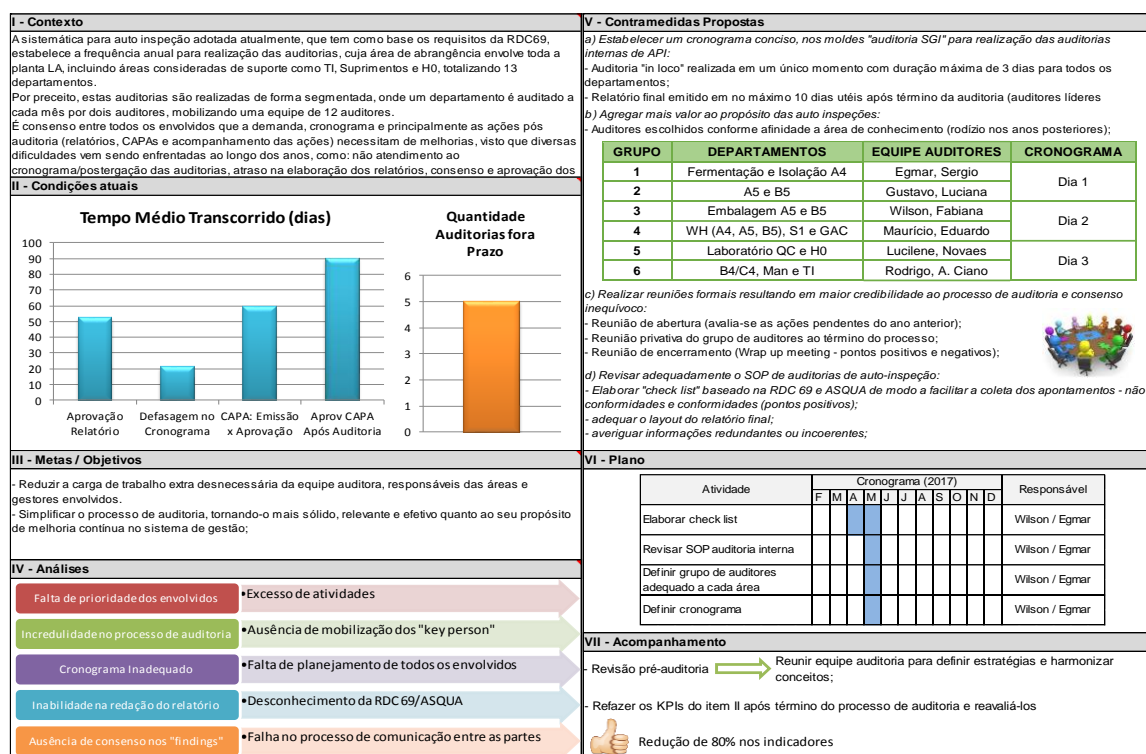 I - Contexto
A sistemática para auto inspeção adotada atualmente, que tem como base os requisitos da RDC69,
estabelece a frequência anual para realização das auditorias, cuja área de abrangência envolve toda a
planta LA, incluindo áreas consideradas de suporte como TI, Suprimentos e H0, totalizando 13
departamentos.
Por preceito, estas auditorias são realizadas de forma segmentada, onde um departamento é auditado a
cada mês por dois auditores, mobilizando uma equipe de 12 auditores.
É consenso entre todos os envolvidos que a demanda, cronograma e principalmente as ações pós
auditoria (relatórios, CAPAs e acompanhamento das ações) necessitam de melhorias, visto que diversas
dificuldades vem sendo enfrentadas ao longo dos anos, como: não atendimento ao
cronograma/postergação das auditorias, atraso na elaboração dos relatórios, consenso e aprovação dos
II - Condições atuais
Tempo Médio Transcorrido (dias)
100
90
80
70
60
50
40
30
20
10
0
Aprovação Relatório
Defasagem no Cronograma
CAPA: Emissão x Aprovação
Aprov CAPA Após Auditoria
Quantidade
Auditorias fora
Prazo
6
5
4
3
2
1
0
III - Metas / Objetivos
- Reduzir a carga de trabalho extra desnecessária da equipe auditora, responsáveis das áreas e
gestores envolvidos.
- Simplificar o processo de auditoria, tornando-o mais sólido, relevante e efetivo quanto ao seu propósito
de melhoria contínua no sistema de gestão;
IV - Análises
Falta de prioridade dos envolvidos •Excesso de atividades
Incredulidade no processo de auditoria •Ausência de mobilização dos "key person"
Cronograma Inadequado •Falta de planejamento de todos os envolvidos
Inabilidade na redação do relatório •Desconhecimento da RDC 69/ASQUA
Ausência de consenso nos "findings" •Falha no processo de comunicação entre as partes
V - Contramedidas Propostas
a) Estabelecer um cronograma conciso, nos moldes "auditoria SGI" para realização das auditorias
internas de API:
- Auditoria "in loco" realizada em um único momento com duração máxima de 3 dias para todos os
departamentos;
- Relatório final emitido em no máximo 10 dias utéis após término da auditoria (auditores líderes
b) Agregar mais valor ao propósito das auto inspeções:
- Auditores escolhidos conforme afinidade a área de conhecimento (rodízio nos anos posteriores);
GRUPO DEPARTAMENTOS EQUIPE AUDITORES CRONOGRAMA
1 Fermentação e Isolação A4 Egmar, Sergio Dia 1
2 A5 e B5 Gustavo, Luciana
3 Embalagem A5 e B5 Wilson, Fabiana Dia 2
4 WH (A4, A5, B5), S1 e GAC Maurício, Eduardo
5 Laboratório QC e H0 Lucilene, Novaes Dia 3
6 B4/C4, Man e TI Rodrigo, A. Ciano
c) Realizar reuniões formais resultando em maior credibilidade ao processo de auditoria e consenso
inequívoco:
- Reunião de abertura (avalia-se as ações pendentes do ano anterior);
- Reunião privativa do grupo de auditores ao término do processo;
- Reunião de encerramento (Wrap up meeting - pontos positivos e negativos);
d) Revisar adequadamente o SOP de auditorias de auto-inspeção:
- Elaborar "check list" baseado na RDC 69 e ASQUA de modo a facilitar a coleta dos apontamentos - não
conformidades e conformidades (pontos positivos);
- adequar o layout do relatório final;
- averiguar informações redundantes ou incoerentes;
VI - Plano
Atividade Cronograma (2017) Responsável
F M A M J J A S O N D
Elaborar check list Wilson / Egmar
Revisar SOP auditoria interna Wilson / Egmar
Definir grupo de auditores
adequado a cada área Wilson / Egmar
Definir cronograma Wilson / Egmar
VII - Acompanhamento
- Revisão pré-auditoria Reunir equipe auditoria para definir estratégias e harmonizar
conceitos;
- Refazer os KPIs do item II após término do processo de auditoria e reavaliá-los
Redução de 80% nos indicadores